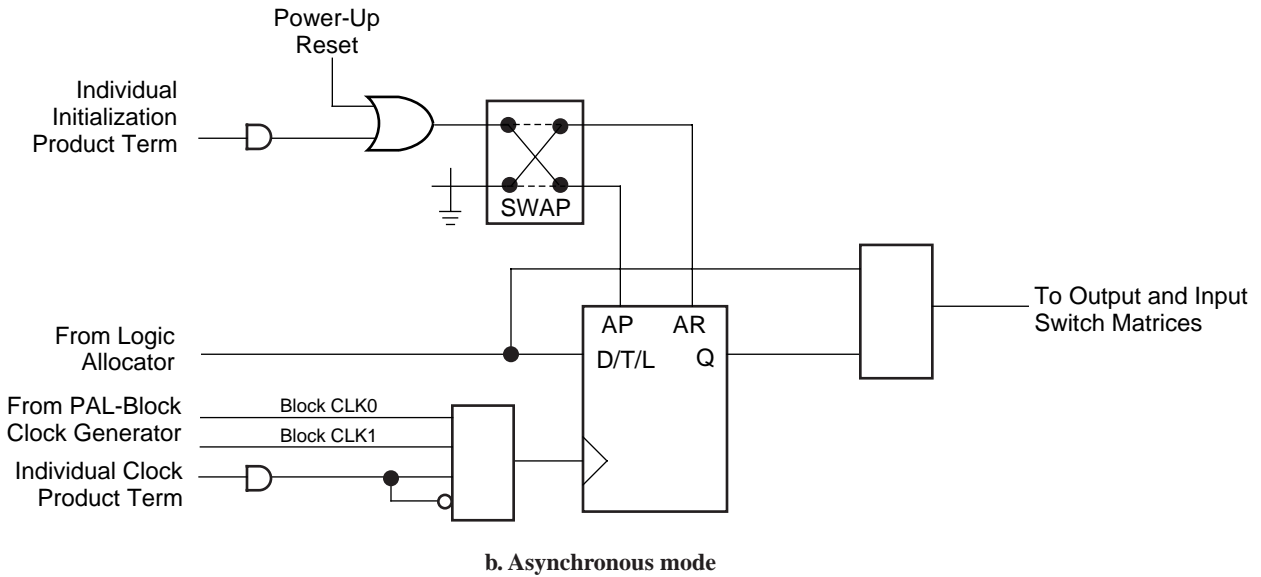 Power-Up
Reset
Individual
Initialization
Product Term
SWAP
To Output and Input
Switch Matrices
AP
AR
From Logic
Allocator
D/T/L
Q
From PAL-Block
Clock Generator
Block CLK0
Block CLK1
Individual Clock
Product Term
b. Asynchronous mode